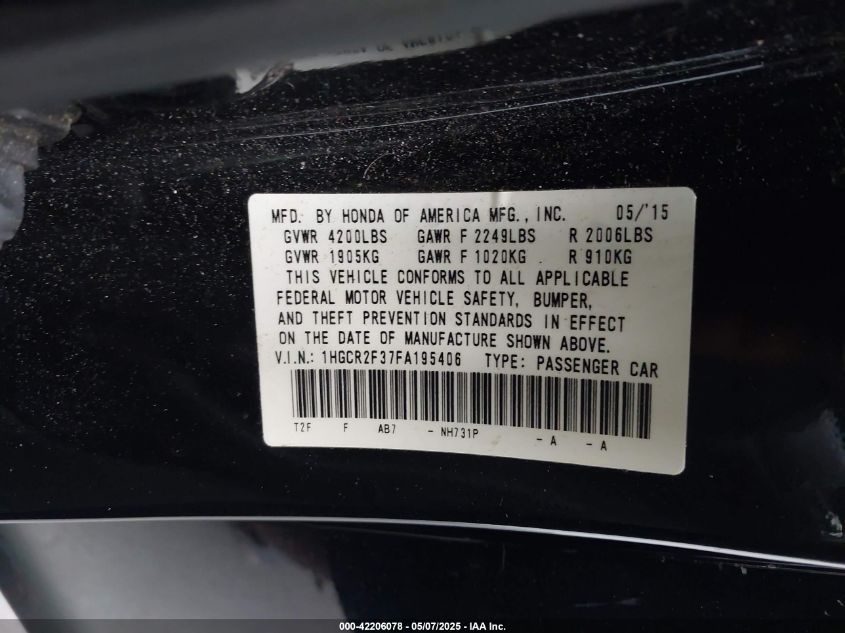 MFD. BY HONDA OF AMERICA MFG., INC. 05/'15
GVWR 4200LBS GAWR F 2249LBS R 2006LBS
GVWR 1905KG GAWR F 1020KG R 910KG
THIS VEHICLE CONFORMS TO ALL APPLICABLE
FEDERAL MOTOR VEHICLE SAFETY, BUMPER,
AND THEFT PREVENTION STANDARDS IN EFFECT
ON THE DATE OF MANUFACTURE SHOWN ABOVE.
V.I.N.: 1HGCR2F37FA195406 TYPE: PASSENGER CAR
T2F F AB7 - NH731P - A - A
000-42206078 - 05/07/2025 - IAA Inc.